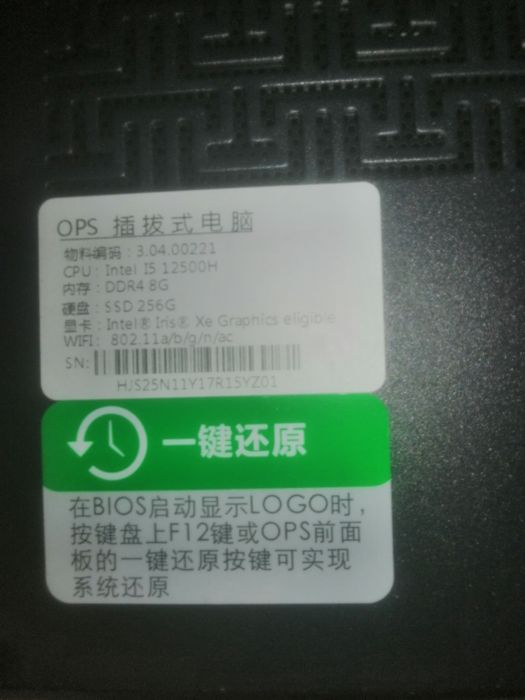 OPS 插拔式电脑
物料编码：3.04.00221
CPU：Intel I5 12500H
内存：DDR4 8G
硬盘：SSD 256G
显卡：Intel® Iris® Xe Graphics eligible
WIFI：802.11a/b/g/n/ac
SN:
HJS25N11Y17R15YZ01
一键还原
在BIOS启动显示LOGO时，
按键盘上F12键或OPS前面
板的一键还原按键可实现
系统还原